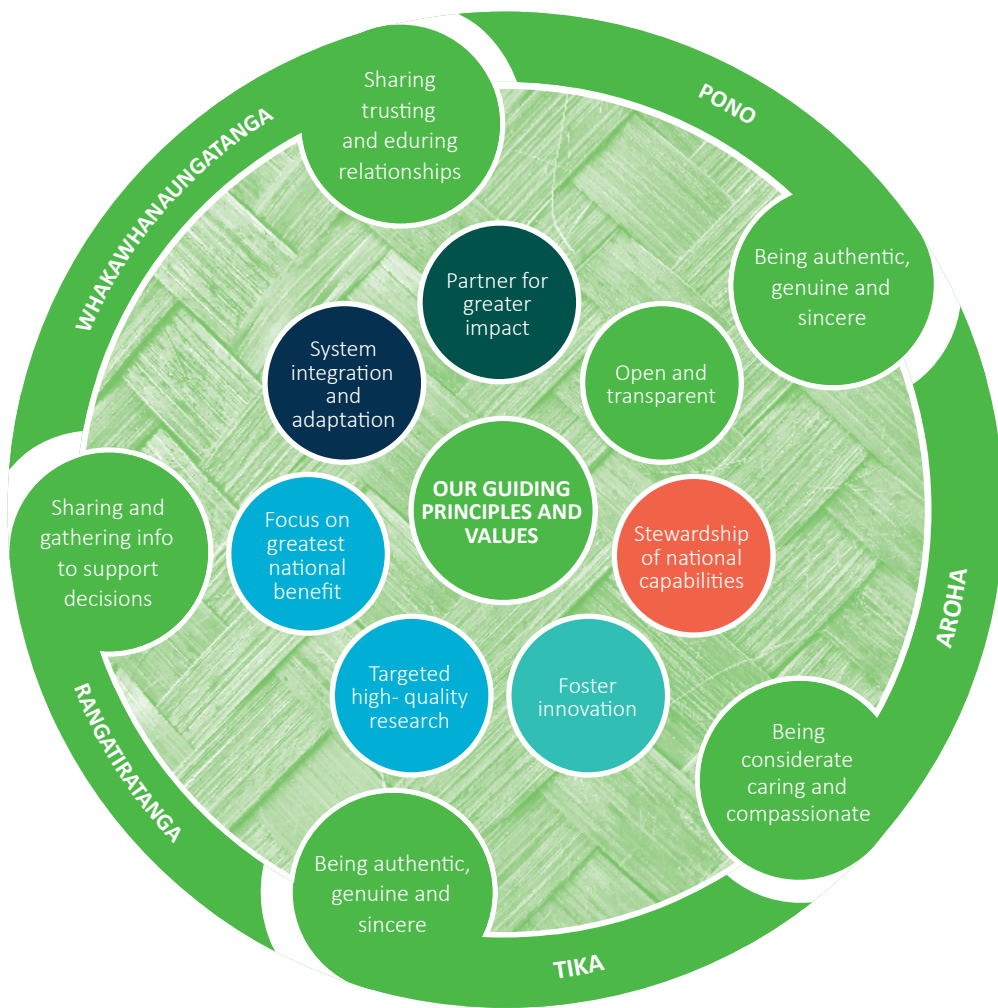 WHAKAWHANAUNGATANGA
Sharing
trusting
and eduring
relationships
PONO
Being authentic,
genuine and
sincere
AROHA
Being
considerate
caring and
compassionate
TIKA
Being authentic,
genuine and
sincere
RANGATIRATANGA
Sharing and
gathering info
to support
decisions
Partner for
greater
impact
Open and
transparent
Stewardship
of national
capabilities
Foster
innovation
Targeted
high- quality
research
Focus on
greatest
national
benefit
System
integration
and
adaptation
OUR GUIDING
PRINCIPLES AND
VALUES